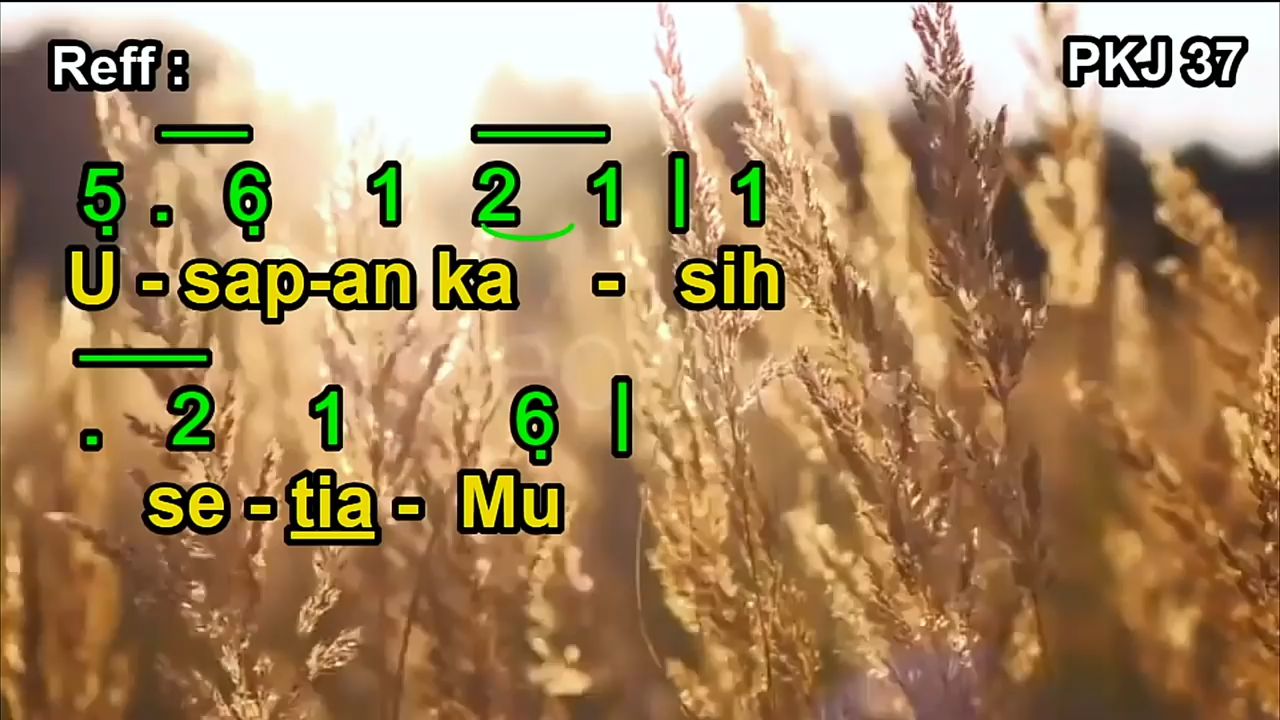 Reff :
PKJ 37
5̣ . 6̣ 1 2 1 | 1
U - sap-an ka - sih
. 2 1 6̣ |
se - tia - Mu